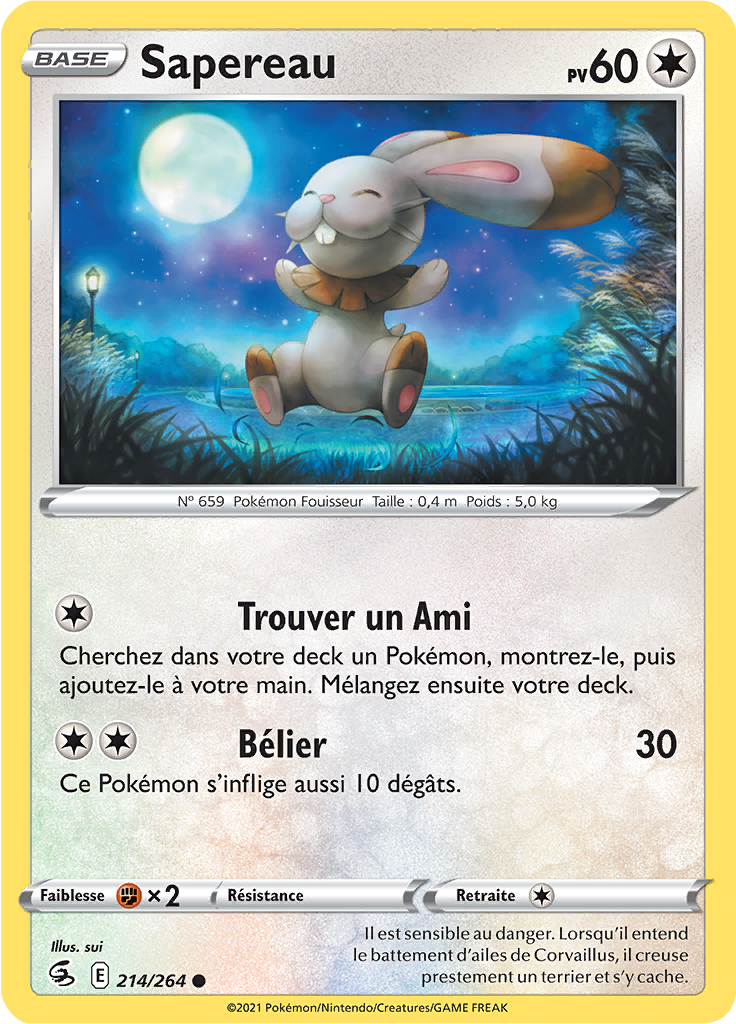 BASE Sapereau PV60
N° 659 Pokémon Fouisseur Taille : 0,4 m Poids : 5,0 kg
Trouver un Ami
Cherchez dans votre deck un Pokémon, montrez-le, puis
ajoutez-le à votre main. Mélangez ensuite votre deck.
Bélier 30
Ce Pokémon s'inflige aussi 10 dégâts.
Faiblesse ×2 Résistance Retraite
Illus. sui
E 214/264
Il est sensible au danger. Lorsqu'il entend
le battement d'ailes de Corvaillus, il creuse
prestement un terrier et s'y cache.
©2021 Pokémon/Nintendo/Creatures/GAME FREAK